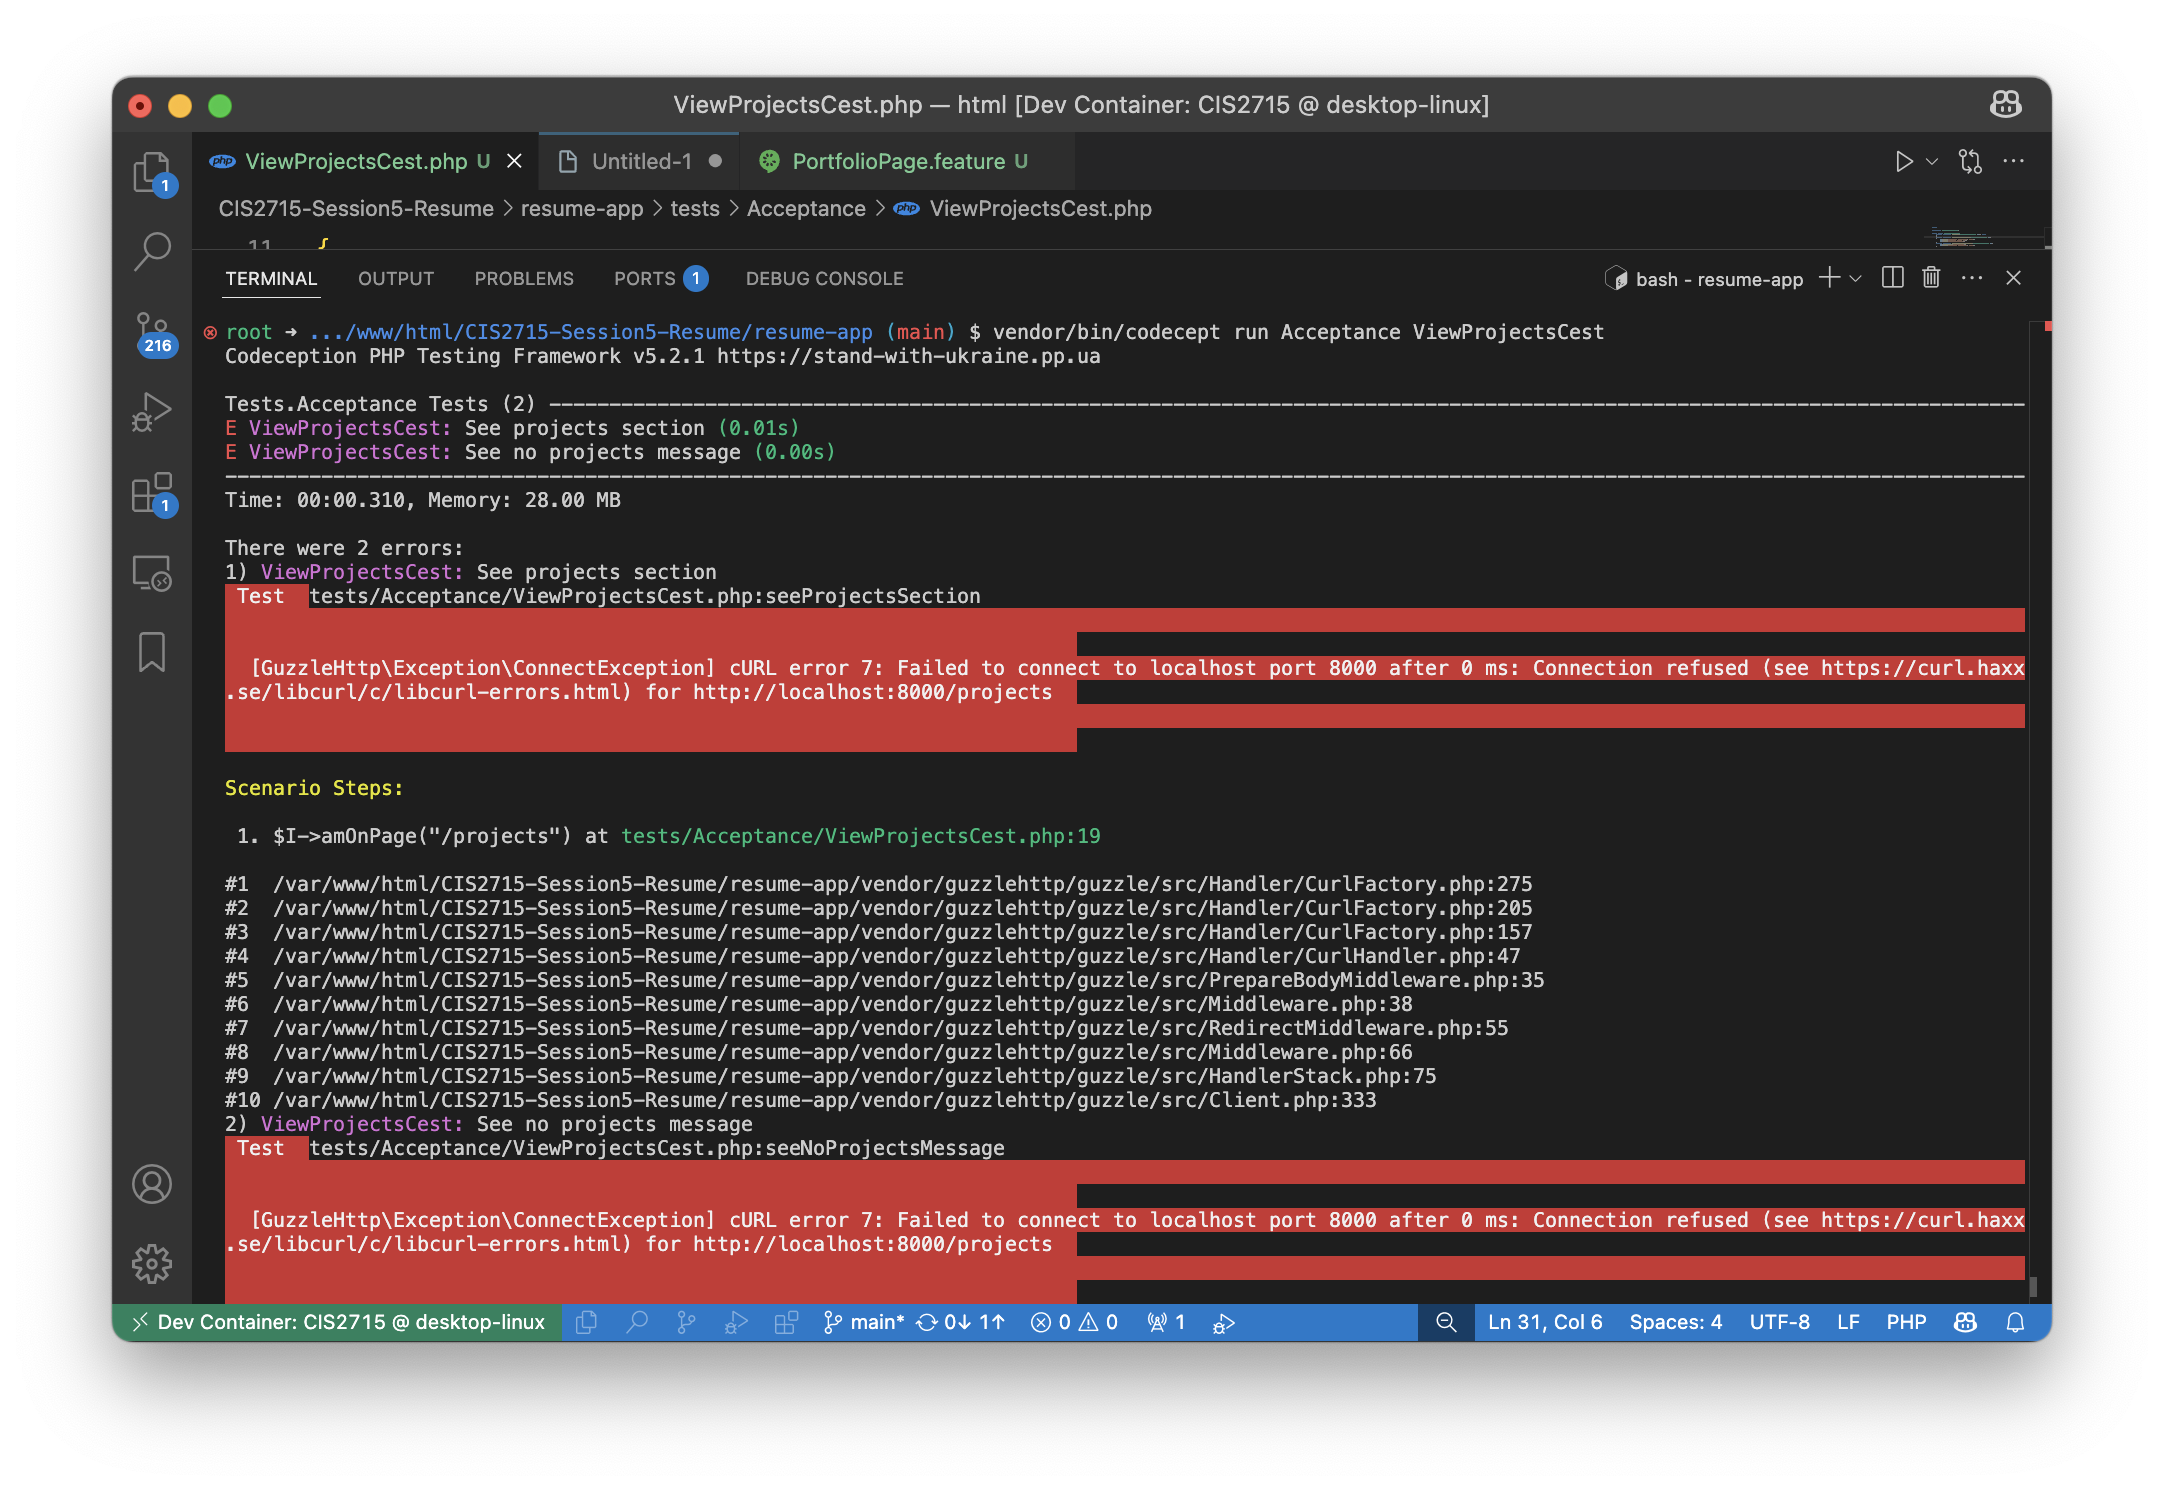 ViewProjectsCest.php — html [Dev Container: CIS2715 @ desktop-linux]
php ViewProjectsCest.php U
Untitled-1
PortfolioPage.feature U
1
216
1
CIS2715-Session5-Resume > resume-app > tests > Acceptance > php ViewProjectsCest.php
11 {
TERMINAL OUTPUT PROBLEMS PORTS 1 DEBUG CONSOLE
bash - resume-app
root → .../www/html/CIS2715-Session5-Resume/resume-app (main) $ vendor/bin/codecept run Acceptance ViewProjectsCest
Codeception PHP Testing Framework v5.2.1 https://stand-with-ukraine.pp.ua
Tests.Acceptance Tests (2) ----------
E ViewProjectsCest: See projects section (0.01s)
E ViewProjectsCest: See no projects message (0.00s)
Time: 00:00.310, Memory: 28.00 MB
There were 2 errors:
1) ViewProjectsCest: See projects section
Test tests/Acceptance/ViewProjectsCest.php:seeProjectsSection
[GuzzleHttp\Exception\ConnectException] cURL error 7: Failed to connect to localhost port 8000 after 0 ms: Connection refused (see https://curl.haxx
.se/libcurl/c/libcurl-errors.html) for http://localhost:8000/projects
Scenario Steps:
1. $I->amOnPage("/projects") at tests/Acceptance/ViewProjectsCest.php:19
#1 /var/www/html/CIS2715-Session5-Resume/resume-app/vendor/guzzlehttp/guzzle/src/Handler/CurlFactory.php:275
#2 /var/www/html/CIS2715-Session5-Resume/resume-app/vendor/guzzlehttp/guzzle/src/Handler/CurlFactory.php:205
#3 /var/www/html/CIS2715-Session5-Resume/resume-app/vendor/guzzlehttp/guzzle/src/Handler/CurlFactory.php:157
#4 /var/www/html/CIS2715-Session5-Resume/resume-app/vendor/guzzlehttp/guzzle/src/Handler/CurlHandler.php:47
#5 /var/www/html/CIS2715-Session5-Resume/resume-app/vendor/guzzlehttp/guzzle/src/PrepareBodyMiddleware.php:35
#6 /var/www/html/CIS2715-Session5-Resume/resume-app/vendor/guzzlehttp/guzzle/src/Middleware.php:38
#7 /var/www/html/CIS2715-Session5-Resume/resume-app/vendor/guzzlehttp/guzzle/src/RedirectMiddleware.php:55
#8 /var/www/html/CIS2715-Session5-Resume/resume-app/vendor/guzzlehttp/guzzle/src/Middleware.php:66
#9 /var/www/html/CIS2715-Session5-Resume/resume-app/vendor/guzzlehttp/guzzle/src/HandlerStack.php:75
#10 /var/www/html/CIS2715-Session5-Resume/resume-app/vendor/guzzlehttp/guzzle/src/Client.php:333
2) ViewProjectsCest: See no projects message
Test tests/Acceptance/ViewProjectsCest.php:seeNoProjectsMessage
[GuzzleHttp\Exception\ConnectException] cURL error 7: Failed to connect to localhost port 8000 after 0 ms: Connection refused (see https://curl.haxx
.se/libcurl/c/libcurl-errors.html) for http://localhost:8000/projects
Dev Container: CIS2715 @ desktop-linux main* 0↓ 1↑ 0 0 1 Ln 31, Col 6 Spaces: 4 UTF-8 LF PHP